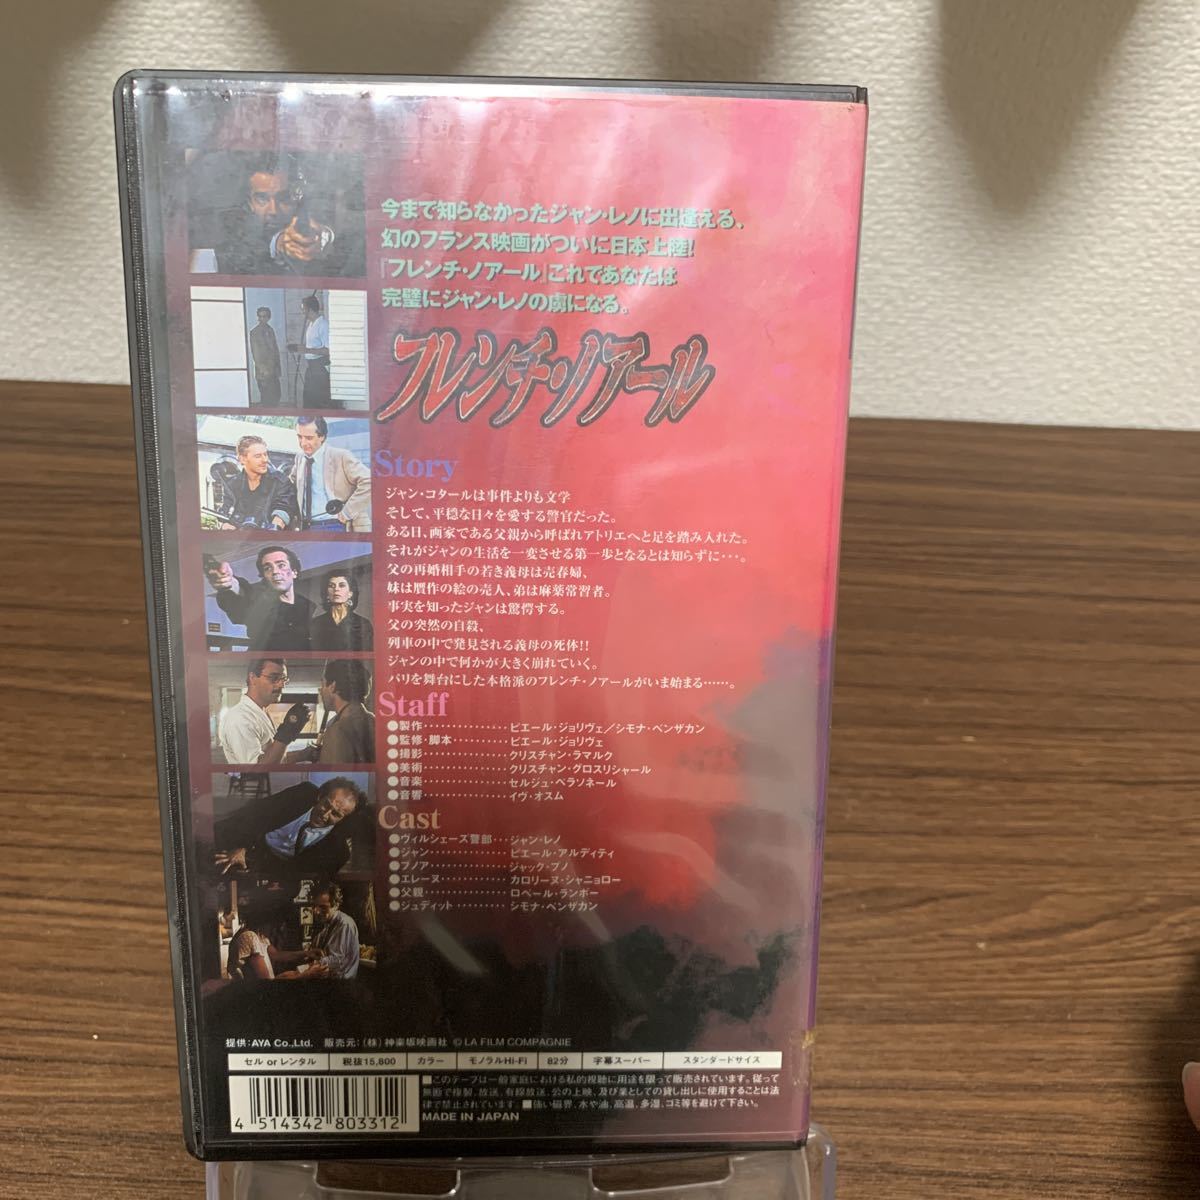 今まで知らなかったジャン・レノに出逢える、
幻のフランス映画がついに日本上陸!
『フレンチ・ノアール』これであなたは
完璧にジャン・レノの虜になる。
フレンチ・ノアール
Story
ジャン・コタールは事件よりも文学
そして、平穏な日々を愛する警官だった。
ある日、画家である父親から呼ばれアトリエへと足を踏み入れた。
それがジャンの生活を一変させる第一歩となるとは知らずに・・・。
父の再婚相手の若き義母は売春婦、
妹は贋作の絵の売人、弟は麻薬常習者。
事実を知ったジャンは驚愕する。
父の突然の自殺、
列車の中で発見される義母の死体!!
ジャンの中で何かが大きく崩れていく。
パリを舞台にした本格派のフレンチ・ノアールがいま始まる……。
Staff
●製作・・・・・・・・・・・・・・・ピエール・ジョリヴェ/シモナ・ベンザカン
●監修・脚本・・・・・・・・・・ピエール・ジョリヴェ
●撮影・・・・・・・・・・・・・・・クリスチャン・ラマルク
●美術・・・・・・・・・・・・・・・クリスチャン・グロスリシャール
●音楽・・・・・・・・・・・・・・・セルジュ・ペラソネール
●音響・・・・・・・・・・・・・・・イヴ・オスム
Cast
●ヴィルシェーズ警部・・・ジャン・レノ
●ジャン・・・・・・・・・・・・・・ピエール・アルディティ
●ブノア・・・・・・・・・・・・・・ジャック・ブノ
●エレーヌ・・・・・・・・・・・・カロリーヌ・シャニョロー
●父親・・・・・・・・・・・・・・・ロベール・ランボー
●ジュディット・・・・・・・・・シモナ・ベンザカン
提供:AYA Co.,Ltd. 販売元:(株)神楽坂映画社 © LA FILM COMPAGNIE
セル or レンタル 税抜15,800 カラー モノラルHi-Fi 82分 字幕スーパー スタンダードサイズ
■このテープは一般家庭における私的視聴に用途を限って販売されています。従って
無断で複製、放送、有線放送、公の上映、及び業としての貸し出しに使用することは法
律で禁止されています。■強い磁界、水や油、高温、多湿、ゴミ等を避けて下さい。
MADE IN JAPAN
4 514342 803312